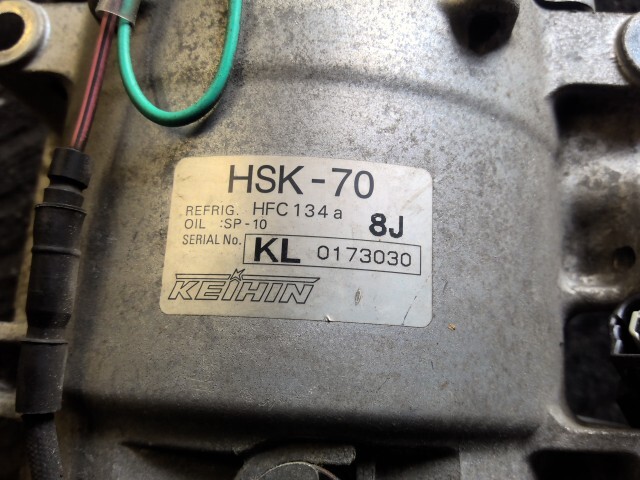 HSK-70
REFRIG. HFC134a
OIL :SP-10 8J
SERIAL No. KL 0173030
KEIHIN